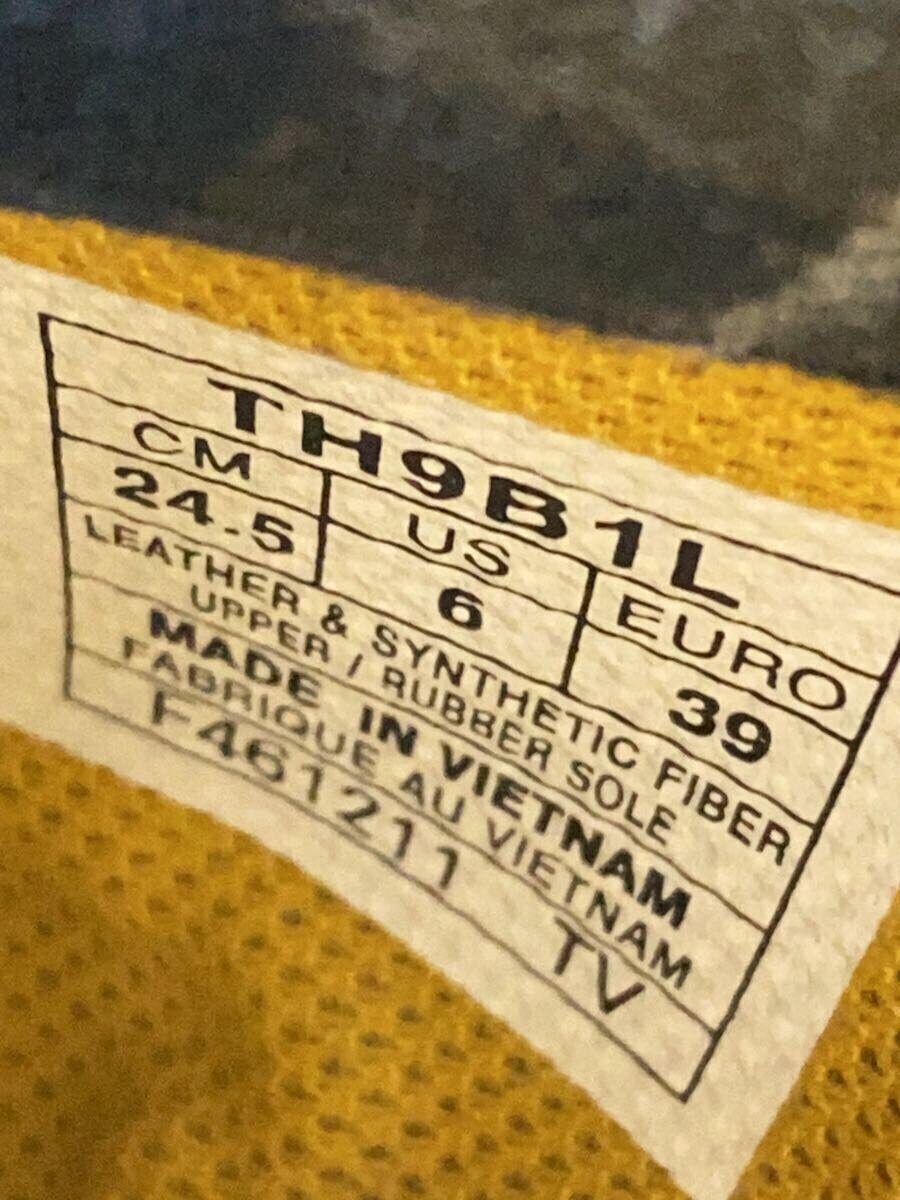 TH9B1L
CM US EURO
24.5 6 39
LEATHER & SYNTHETIC FIBER
UPPER / RUBBER SOLE
MADE IN VIETNAM
FABRIQUE AU VIETNAM
F461211 TV